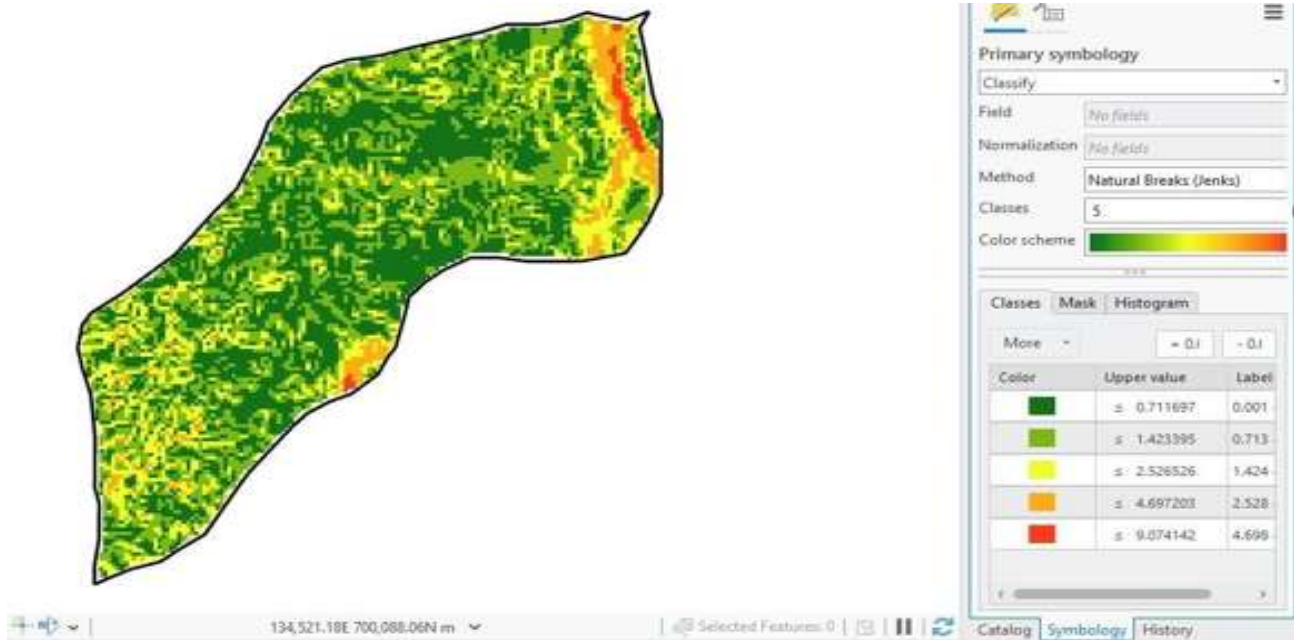 Primary symbology
Classify
Field No fields
Normalization No fields
Method Natural Breaks (Jenks)
Classes 5
Color scheme
Classes Mask Histogram
More
Color Upper value Label
≤ 0.711697 0.001
≤ 1.423395 0.713
≤ 2.526526 1.424
≤ 4.697203 2.528
≤ 9.074142 4.698
134,521.18E 700,088.06N m Selected Features: 0
Catalog Symbology History